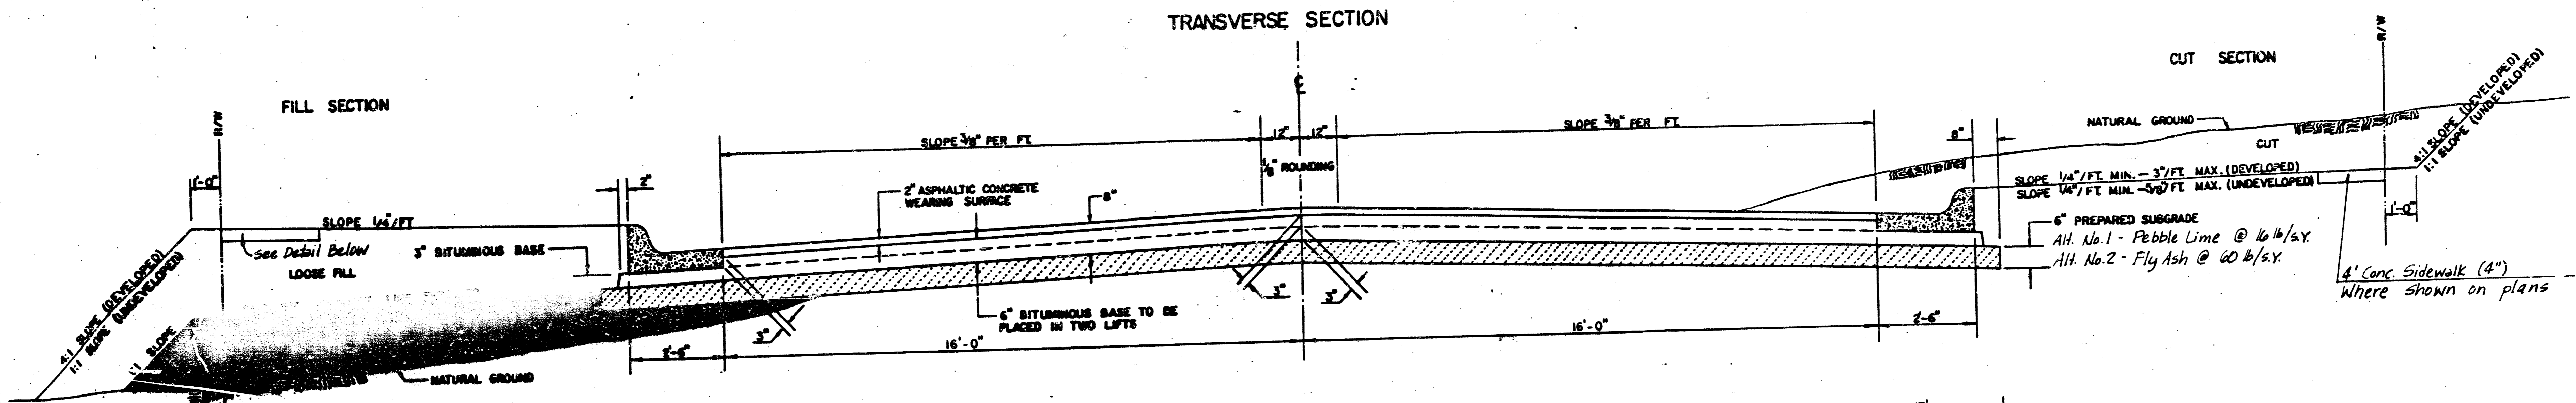 TRANSVERSE SECTION
FILL SECTION
CUT SECTION
R/W
R/W
℄
1'-0"
SLOPE 1/4"/FT
see Detail Below
LOOSE FILL
3" BITUMINOUS BASE
2"
SLOPE 3/8" PER FT.
2" ASPHALTIC CONCRETE
WEARING SURFACE
8"
12"
12"
1/8" ROUNDING
SLOPE 3/8" PER FT.
NATURAL GROUND
8"
CUT
SLOPE 1/4"/FT. MIN. — 3"/FT. MAX. (DEVELOPED)
SLOPE 1/4"/FT MIN. —5/8"/FT. MAX. (UNDEVELOPED)
4:1 SLOPE (DEVELOPED)
1:1 SLOPE (UNDEVELOPED)
1'-0"
6" PREPARED SUBGRADE
Alt. No.1 - Pebble Lime @ 16 lb/s.y.
Alt. No.2 - Fly Ash @ 60 lb/s.y.
4' Conc. Sidewalk (4")
Where shown on plans
4:1 SLOPE (DEVELOPED)
1:1 SLOPE (UNDEVELOPED)
1:1 SLOPE
NATURAL GROUND
3"
3"
3"
6" BITUMINOUS BASE TO BE
PLACED IN TWO LIFTS
2'-6"
16'-0"
16'-0"
2'-6"